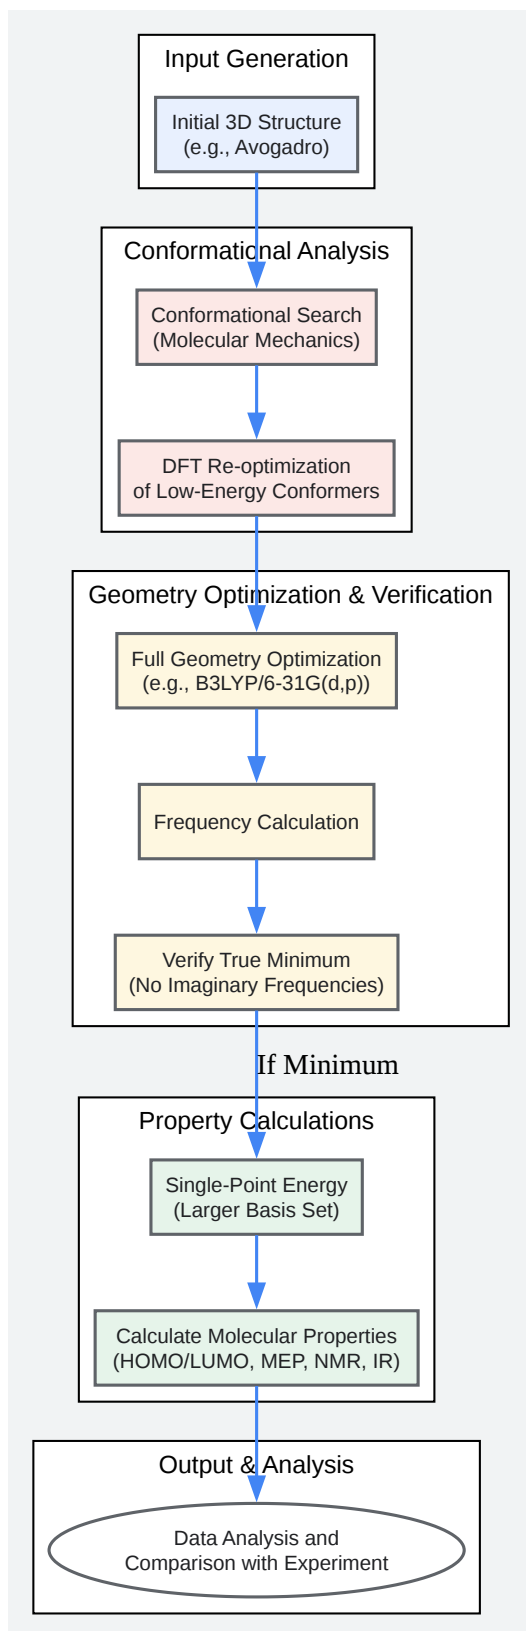 Input Generation
Initial 3D Structure
(e.g., Avogadro)
Conformational Analysis
Conformational Search
(Molecular Mechanics)
DFT Re-optimization
of Low-Energy Conformers
Geometry Optimization & Verification
Full Geometry Optimization
(e.g., B3LYP/6-31G(d,p))
Frequency Calculation
Verify True Minimum
(No Imaginary Frequencies)
If Minimum
Property Calculations
Single-Point Energy
(Larger Basis Set)
Calculate Molecular Properties
(HOMO/LUMO, MEP, NMR, IR)
Output & Analysis
Data Analysis and
Comparison with Experiment